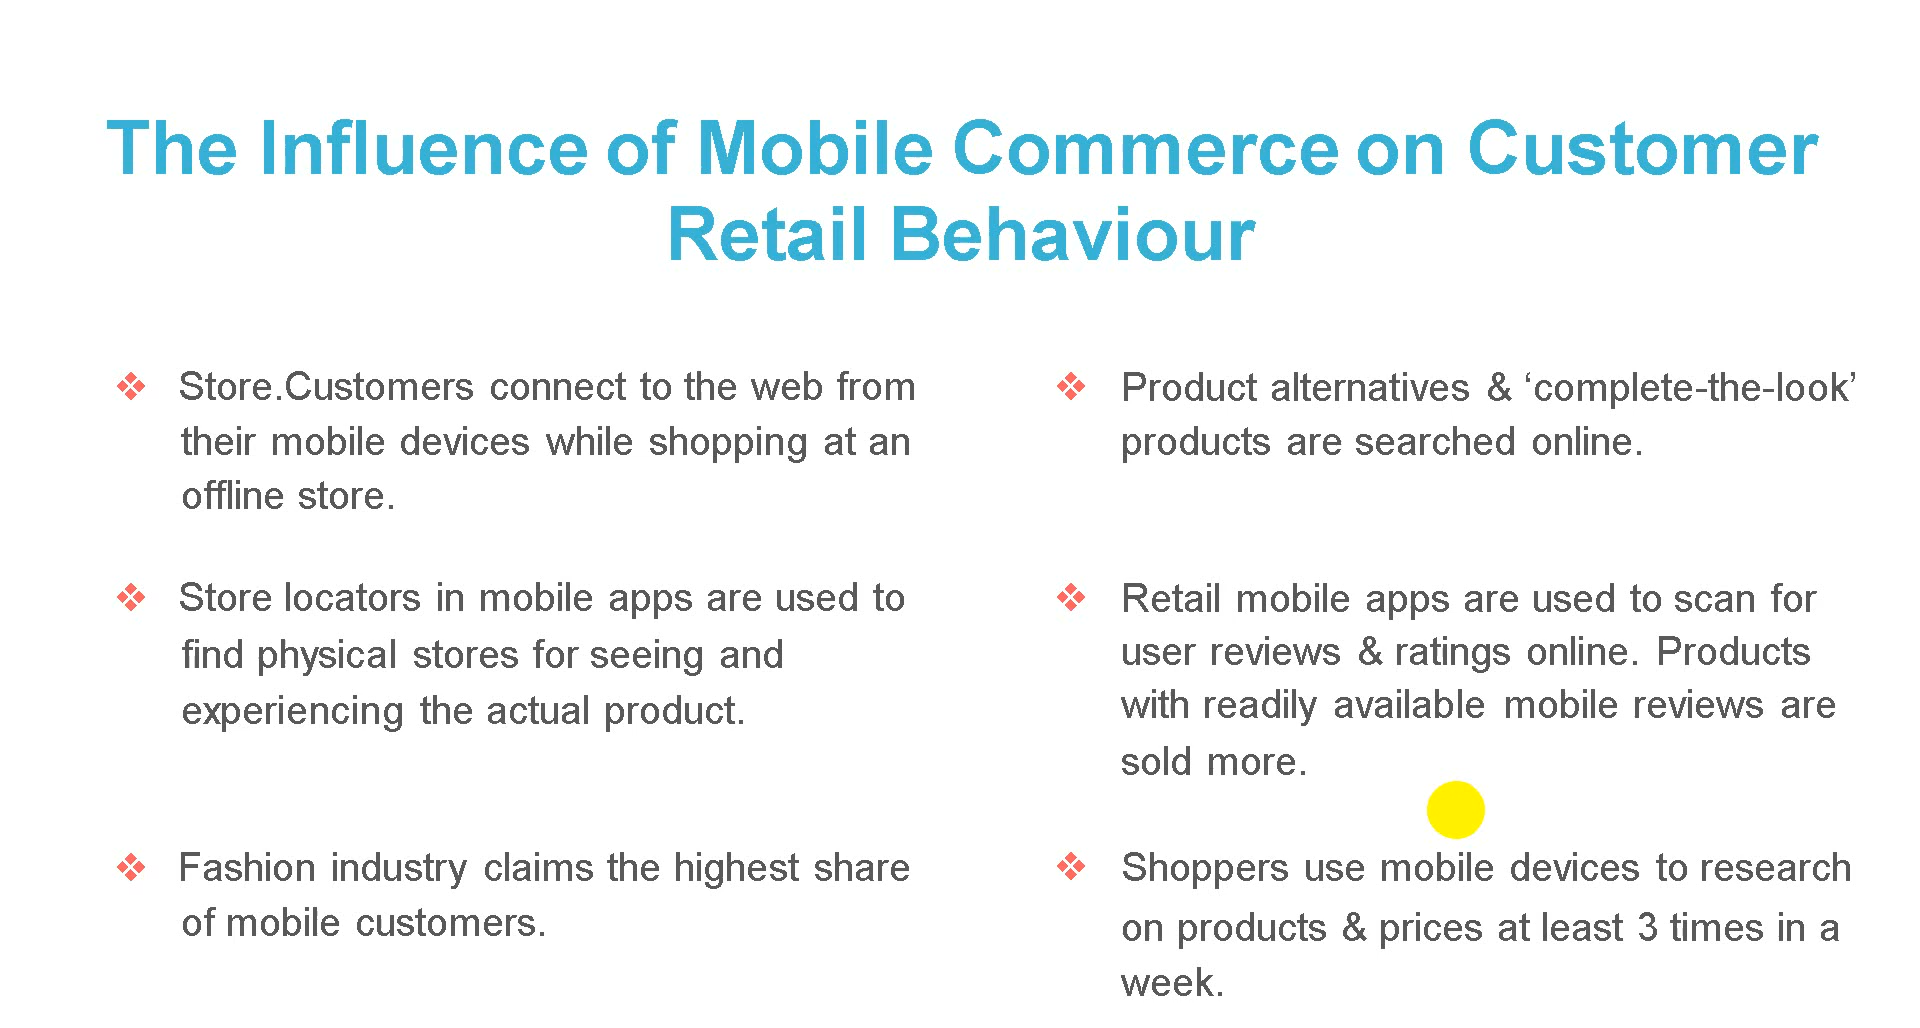 The Influence of Mobile Commerce on Customer
Retail Behaviour
Store.Customers connect to the web from
their mobile devices while shopping at an
offline store.
Store locators in mobile apps are used to
find physical stores for seeing and
experiencing the actual product.
Fashion industry claims the highest share
of mobile customers.
Product alternatives & ‘complete-the-look’
products are searched online.
Retail mobile apps are used to scan for
user reviews & ratings online. Products
with readily available mobile reviews are
sold more.
Shoppers use mobile devices to research
on products & prices at least 3 times in a
week.